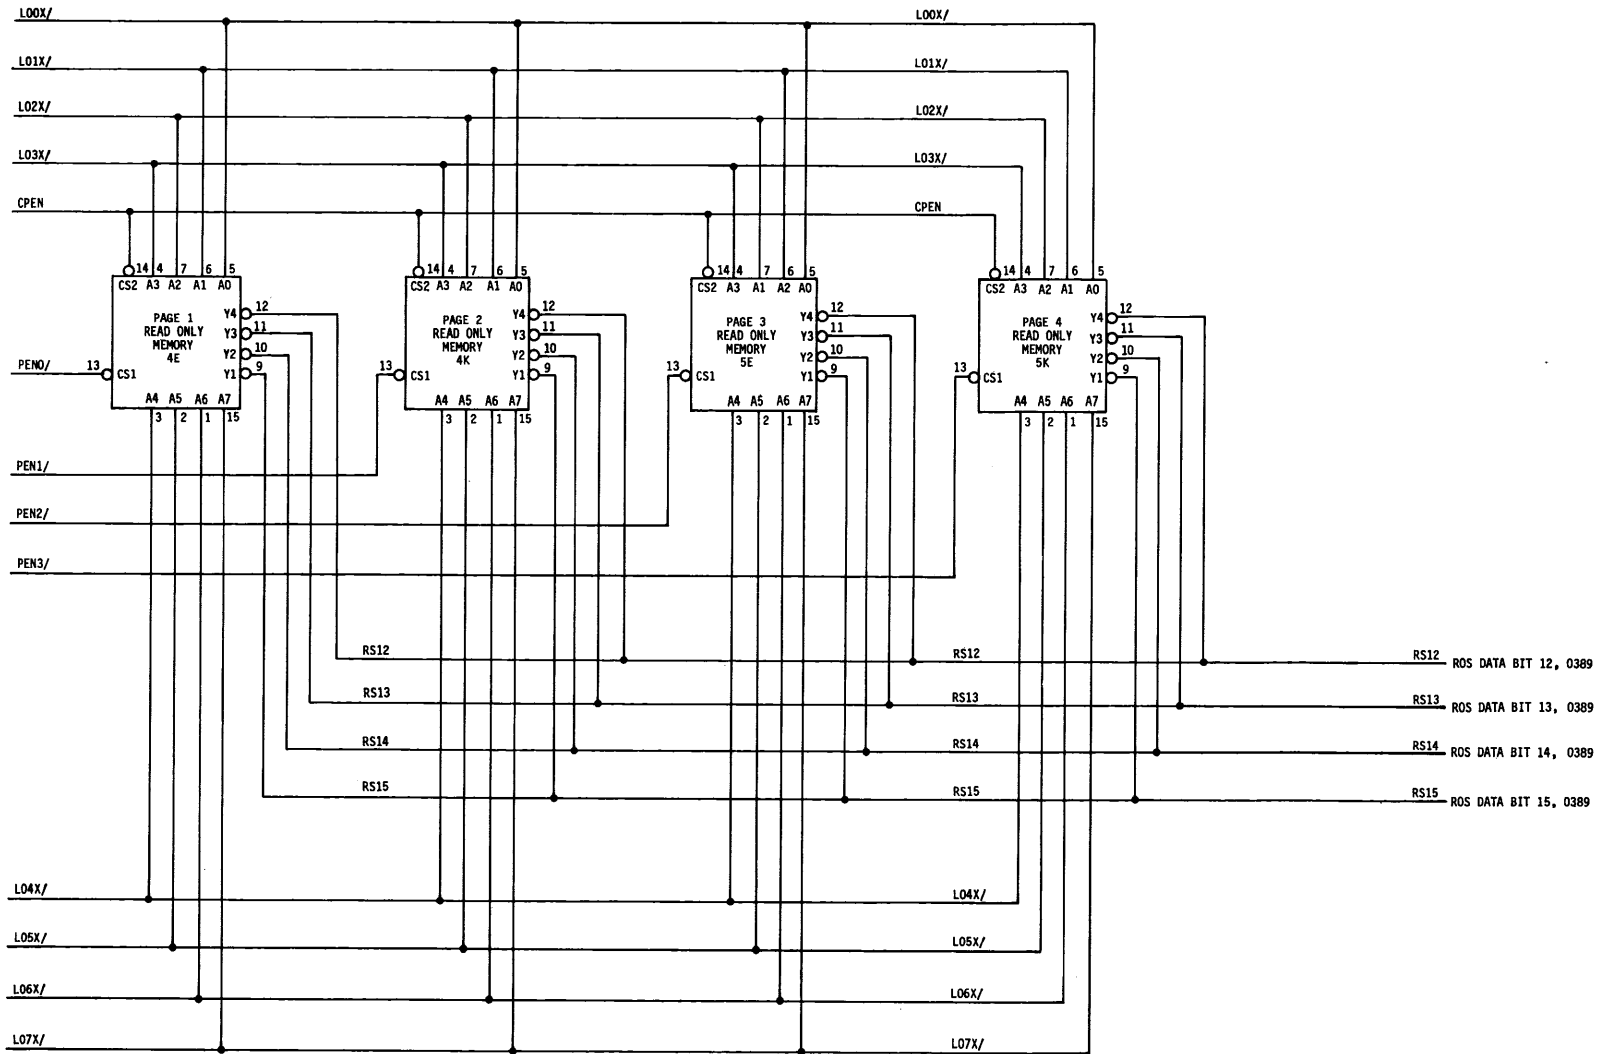 L00X/ L00X/
L01X/ L01X/
L02X/ L02X/
L03X/ L03X/
CPEN CPEN
14 4 7 6 5 14 4 7 6 5 14 4 7 6 5 14 4 7 6 5
CS2 A3 A2 A1 A0 CS2 A3 A2 A1 A0 CS2 A3 A1 A2 A0 CS2 A3 A2 A1 A0
PAGE 1
READ ONLY
MEMORY
4E
Y4 12
Y3 11
Y2 10
Y1 9
PEN0/ 13 CS1
A4 A5 A6 A7
3 2 1 15
PAGE 2
READ ONLY
MEMORY
4K
Y4 12
Y3 11
Y2 10
Y1 9
13 CS1
A4 A5 A6 A7
3 2 1 15
PAGE 3
READ ONLY
MEMORY
5E
Y4 12
Y3 11
Y2 10
Y1 9
13 CS1
A4 A5 A6 A7
3 2 1 15
PAGE 4
READ ONLY
MEMORY
5K
Y4 12
Y3 11
Y2 10
Y1 9
13 CS1
A4 A5 A6 A7
3 2 1 15
PEN1/
PEN2/
PEN3/
RS12 RS12 RS12 ROS DATA BIT 12, 0389
RS13 RS13 RS13 ROS DATA BIT 13, 0389
RS14 RS14 RS14 ROS DATA BIT 14, 0389
RS15 RS15 RS15 ROS DATA BIT 15, 0389
L04X/ L04X/
L05X/ L05X/
L06X/ L06X/
L07X/ L07X/